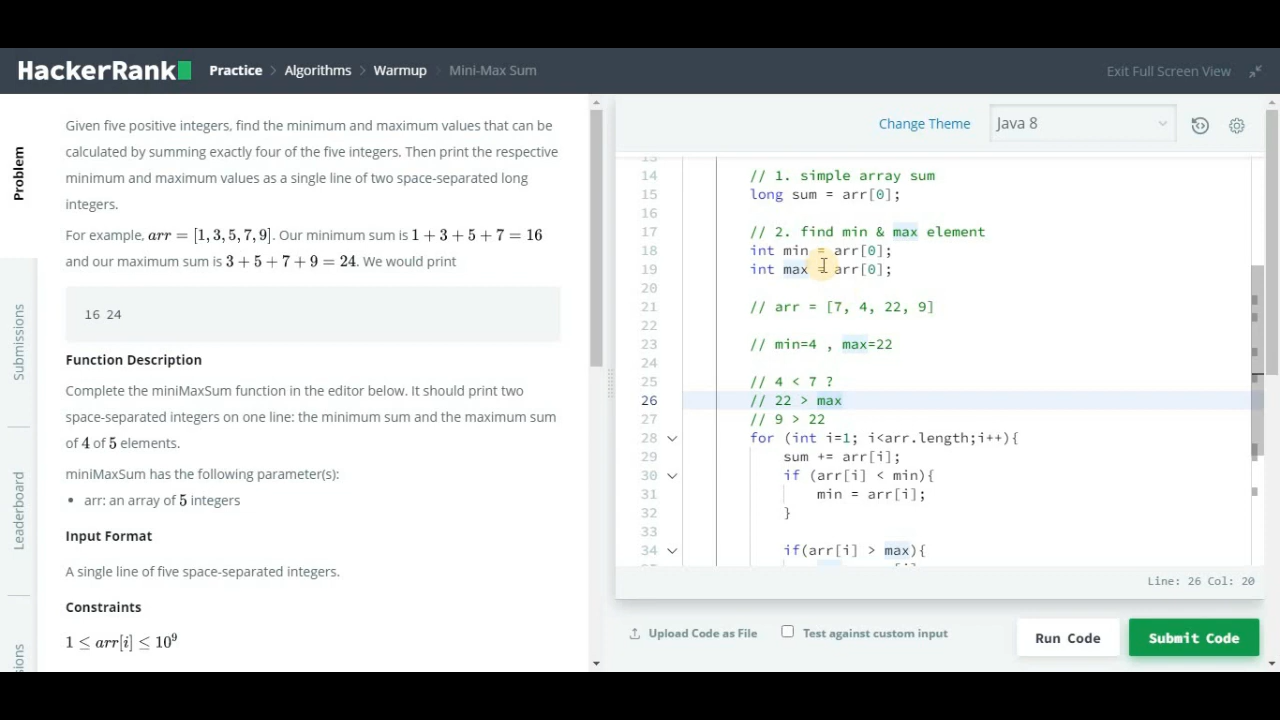 HackerRank
Practice > Algorithms > Warmup > Mini-Max Sum
Exit Full Screen View
Problem
Submissions
Leaderboard
Given five positive integers, find the minimum and maximum values that can be
calculated by summing exactly four of the five integers. Then print the respective
minimum and maximum values as a single line of two space-separated long
integers.
For example, arr = [1, 3, 5, 7, 9]. Our minimum sum is 1 + 3 + 5 + 7 = 16
and our maximum sum is 3 + 5 + 7 + 9 = 24. We would print
16 24
Function Description
Complete the miniMaxSum function in the editor below. It should print two
space-separated integers on one line: the minimum sum and the maximum sum
of 4 of 5 elements.
miniMaxSum has the following parameter(s):
• arr: an array of 5 integers
Input Format
A single line of five space-separated integers.
Constraints
1 ≤ arr[i] ≤ 10⁹
Change Theme
Java 8
14 // 1. simple array sum
15 long sum = arr[0];
16
17 // 2. find min & max element
18 int min = arr[0];
19 int max = arr[0];
20
21 // arr = [7, 4, 22, 9]
22
23 // min=4 , max=22
24
25 // 4 < 7 ?
26 // 22 > max
27 // 9 > 22
28 for (int i=1; i<arr.length;i++){
29 sum += arr[i];
30 if (arr[i] < min){
31 min = arr[i];
32 }
33
34 if(arr[i] > max){
Line: 26 Col: 20
Upload Code as File
Test against custom input
Run Code
Submit Code